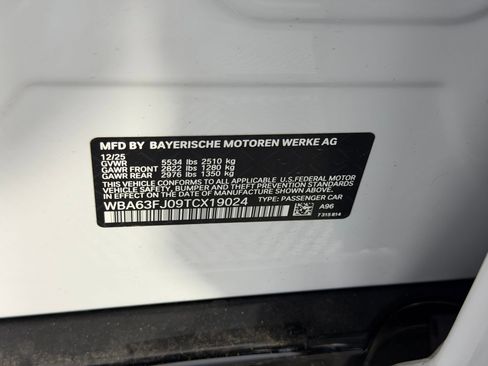 MFD BY BAYERISCHE MOTOREN WERKE AG
12/25
GVWR 5534 lbs 2510 kg
GAWR FRONT 2822 lbs 1280 kg
GAWR REAR 2976 lbs 1350 kg
THIS VEHICLE CONFORMS TO ALL APPLICABLE U.S.FEDERAL MOTOR
VEHICLE SAFETY, BUMPER AND THEFT PREVENTION STANDARDS
IN EFFECT ON THE DATE OF MANUFACTURE SHOWN ABOVE.
WBA63FJ09TCX19024 TYPE: PASSENGER CAR
A96
7 315 614